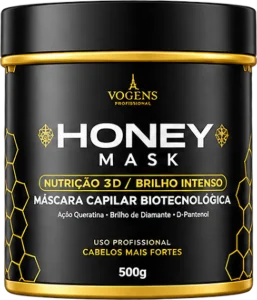 VOGENS
PROFISSIONAL
HONEY
MASK
NUTRIÇÃO 3D / BRILHO INTENSO
MÁSCARA CAPILAR BIOTECNOLÓGICA
Ação Queratina • Brilho de Diamante • D-Pantenol
USO PROFISSIONAL
CABELOS MAIS FORTES
500g